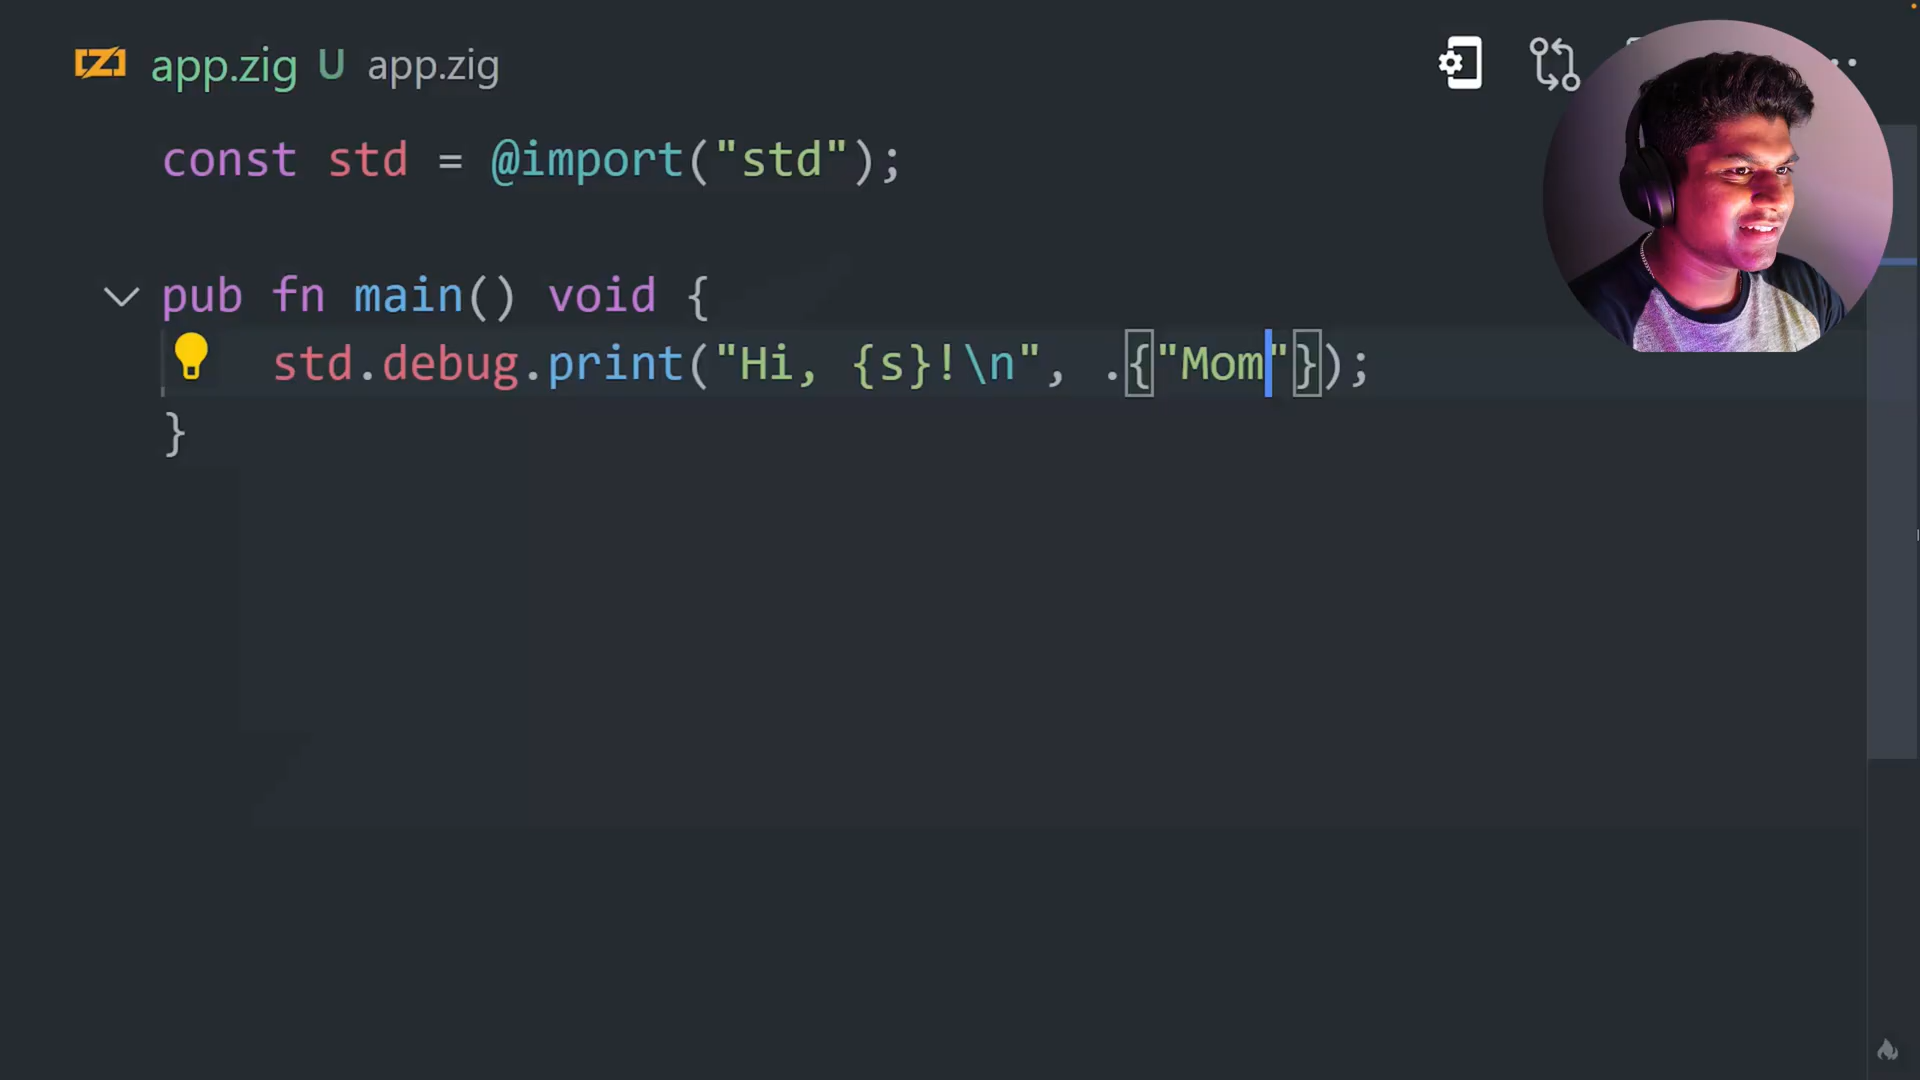 app.zig U app.zig
const std = @import("std");
pub fn main() void {
std.debug.print("Hi, {s}!\n", .{"Mom"});
}